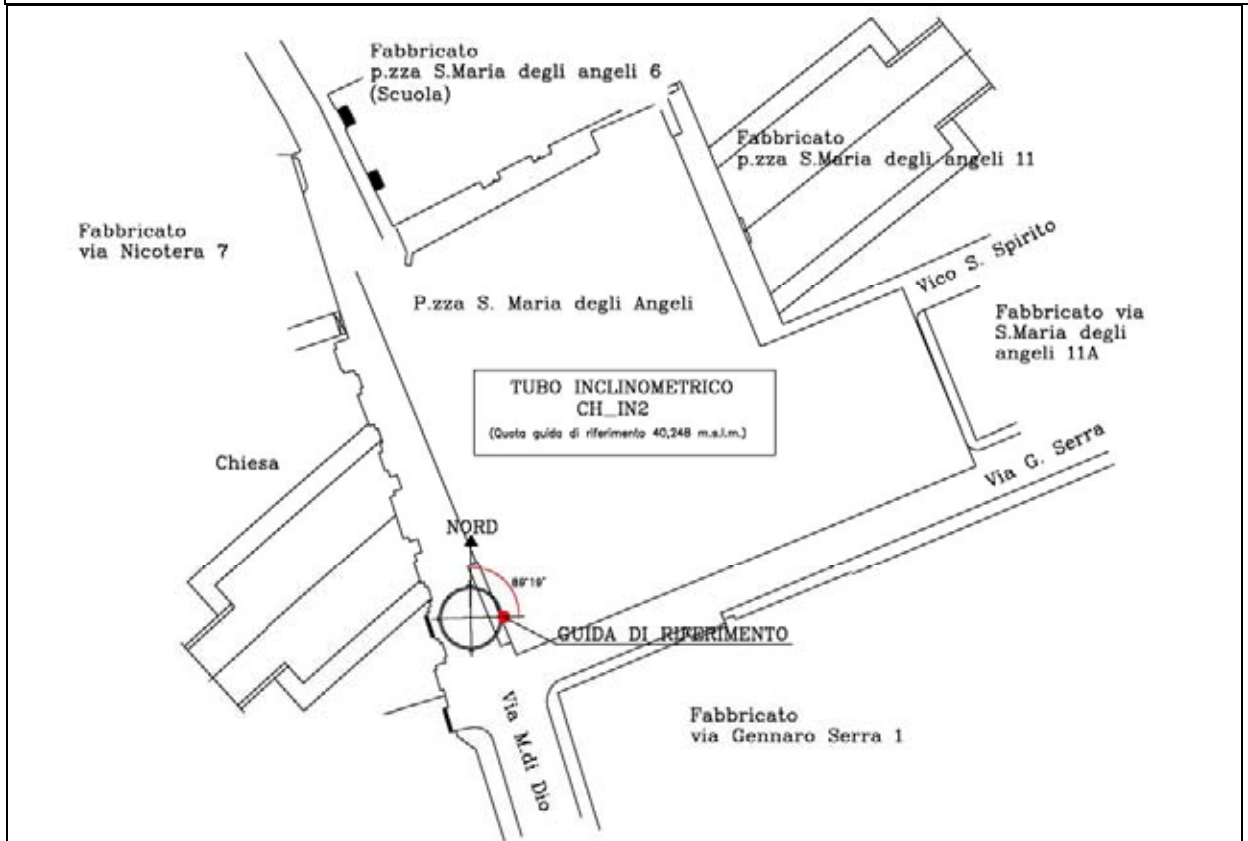 Fabbricato
p.zza S.Maria degli angeli 6
(Scuola)
Fabbricato
p.zza S.Maria degli angeli 11
Fabbricato
via Nicotera 7
Vico S. Spirito
P.zza S. Maria degli Angeli
Fabbricato via
S.Maria degli
angeli 11A
TUBO INCLINOMETRICO
CH_IN2
(Quota guida di riferimento 40,248 m.s.l.m.)
Via G. Serra
Chiesa
NORD
89°19'
GUIDA DI RIFERIMENTO
Via M.di Dio
Fabbricato
via Gennaro Serra 1